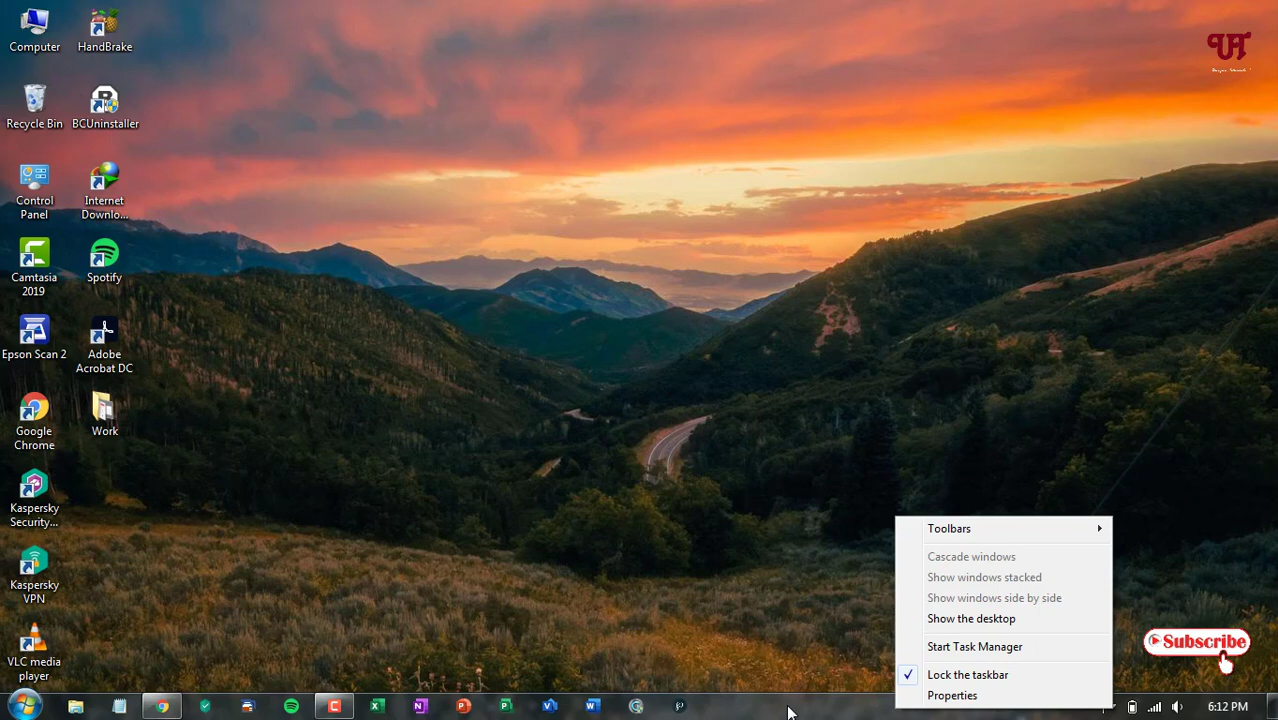 Computer
HandBrake
Recycle Bin
BCUninstaller
Control
Panel
Internet
Downlo...
Camtasia
2019
Spotify
Epson Scan 2
Adobe
Acrobat DC
Google
Chrome
Work
Kaspersky
Security...
Kaspersky
VPN
VLC media
player
Toolbars
Cascade windows
Show windows stacked
Show windows side by side
Show the desktop
Start Task Manager
Lock the taskbar
Properties
Subscribe
6:12 PM